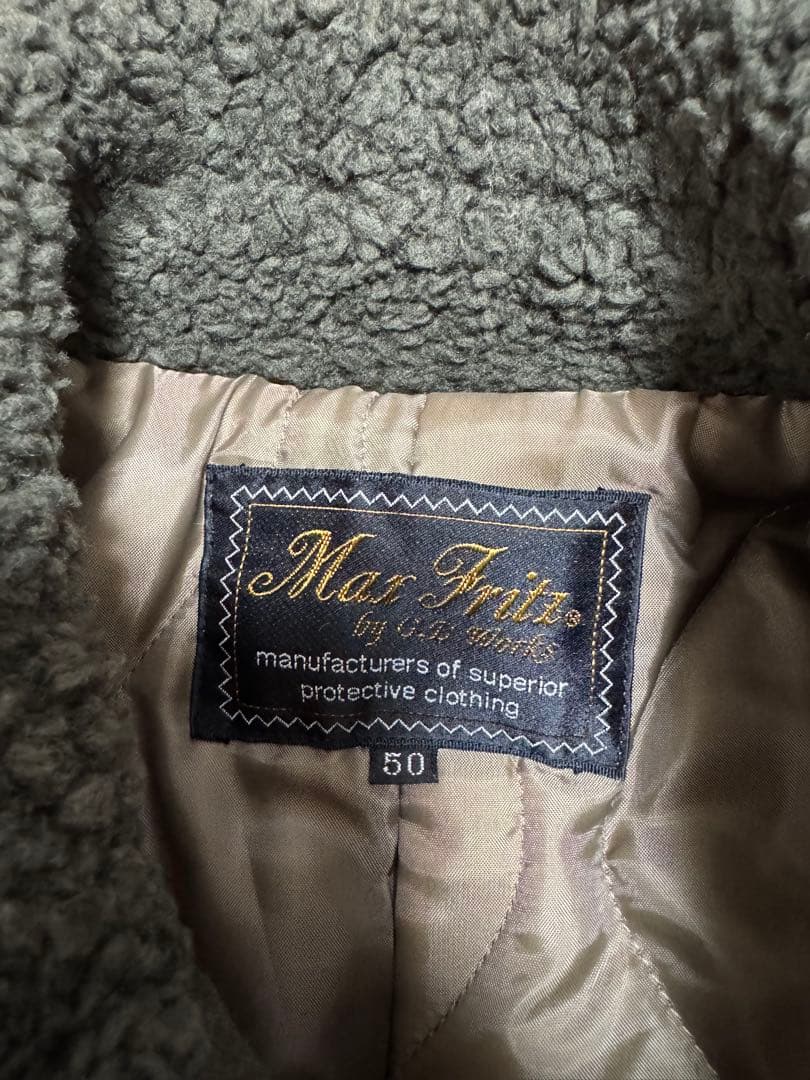 Max Fritz®
by
works
manufacturers of superior
protective clothing
50